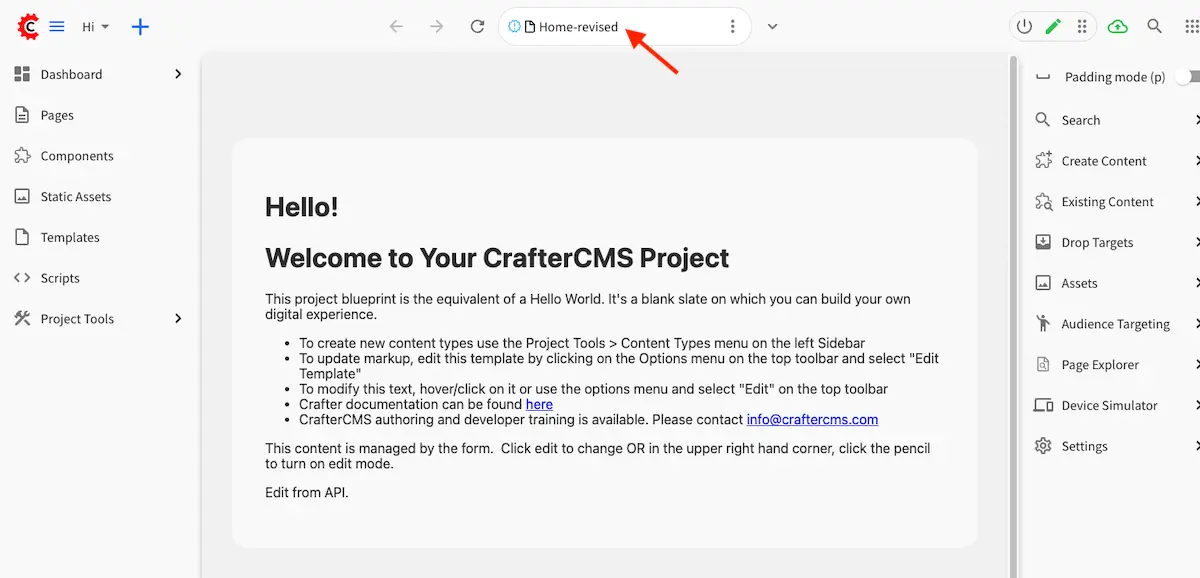 C
Hi
Home-revised
Dashboard
Pages
Components
Static Assets
Templates
Scripts
Project Tools
Hello!
Welcome to Your CrafterCMS Project
This project blueprint is the equivalent of a Hello World. It's a blank slate on which you can build your own
digital experience.
• To create new content types use the Project Tools > Content Types menu on the left Sidebar
• To update markup, edit this template by clicking on the Options menu on the top toolbar and select "Edit
Template"
• To modify this text, hover/click on it or use the options menu and select "Edit" on the top toolbar
• Crafter documentation can be found here
• CrafterCMS authoring and developer training is available. Please contact info@craftercms.com
This content is managed by the form.  Click edit to change OR in the upper right hand corner, click the pencil
to turn on edit mode.
Edit from API.
Padding mode (p)
Search
Create Content
Existing Content
Drop Targets
Assets
Audience Targeting
Page Explorer
Device Simulator
Settings